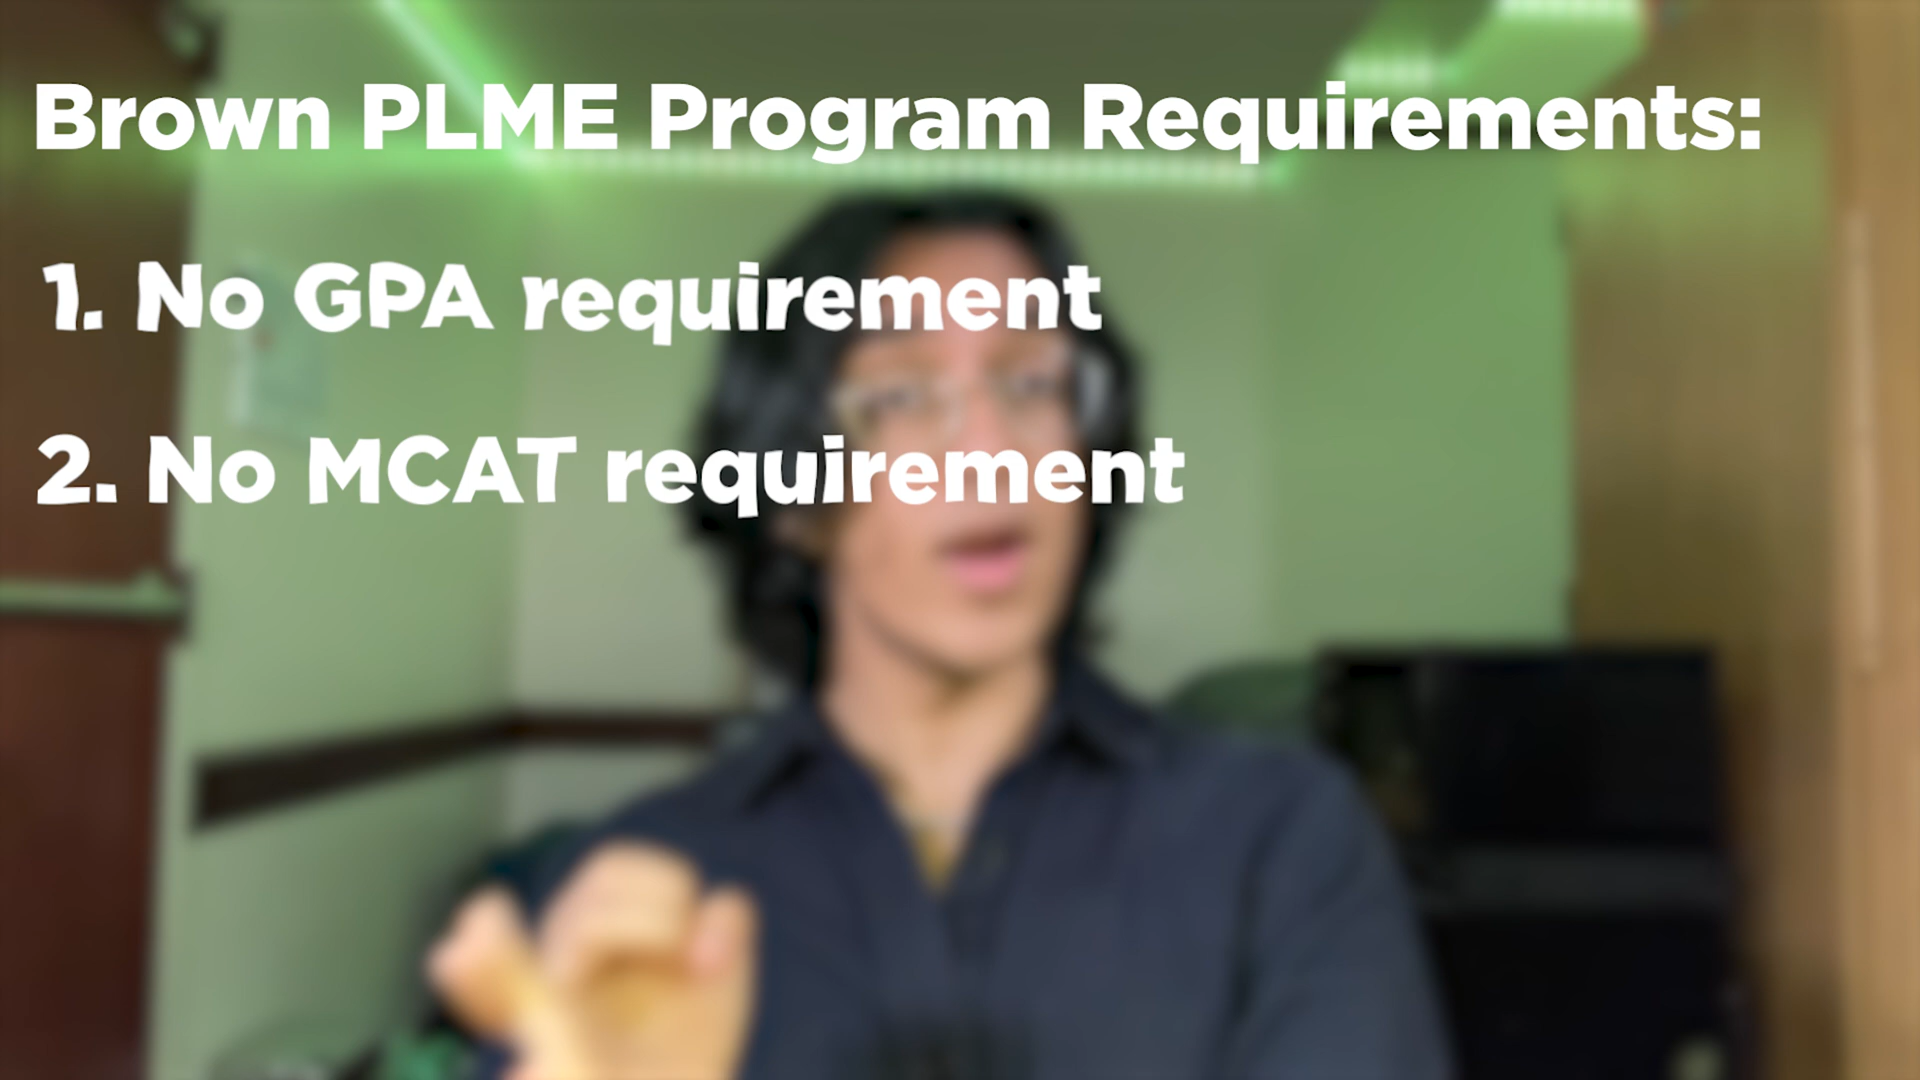 Brown PLME Program Requirements:
1. No GPA requirement
2. No MCAT requirement